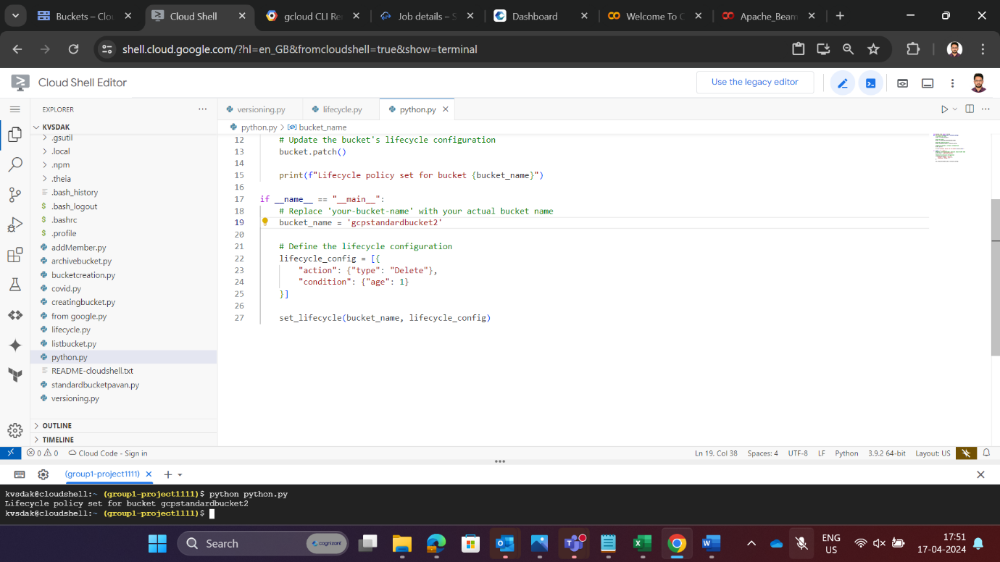 Buckets – Clou
Cloud Shell
gcloud CLI Re
Job details – S
Dashboard
Welcome To C
Apache_Beam
shell.cloud.google.com/?hl=en_GB&fromcloudshell=true&show=terminal
Cloud Shell Editor
Use the legacy editor
EXPLORER
versioning.py
lifecycle.py
python.py
KVSDAK
python.py > bucket_name
.gsutil
.local
.npm
.theia
.bash_history
.bash_logout
.bashrc
.profile
addMember.py
archivebucket.py
bucketcreation.py
covid.py
creatingbucket.py
from google.py
lifecycle.py
listbucket.py
python.py
README-cloudshell.txt
standardbucketpavan.py
versioning.py
OUTLINE
TIMELINE
12 # Update the bucket's lifecycle configuration
13 bucket.patch()
14
15 print(f"Lifecycle policy set for bucket {bucket_name}")
16
17 if __name__ == "__main__":
18 # Replace 'your-bucket-name' with your actual bucket name
19 bucket_name = 'gcpstandardbucket2'
20
21 # Define the lifecycle configuration
22 lifecycle_config = [{
23 "action": {"type": "Delete"},
24 "condition": {"age": 1}
25 }]
26
27 set_lifecycle(bucket_name, lifecycle_config)
0 0 Cloud Code - Sign in
Ln 19, Col 38 Spaces: 4 UTF-8 LF Python 3.9.2 64-bit Layout: US
(group1-project1111)
kvsdak@cloudshell:~ (group1-project1111)$ python python.py
Lifecycle policy set for bucket gcpstandardbucket2
kvsdak@cloudshell:~ (group1-project1111)$
Search
cognizant
ENG
US
17:51
17-04-2024